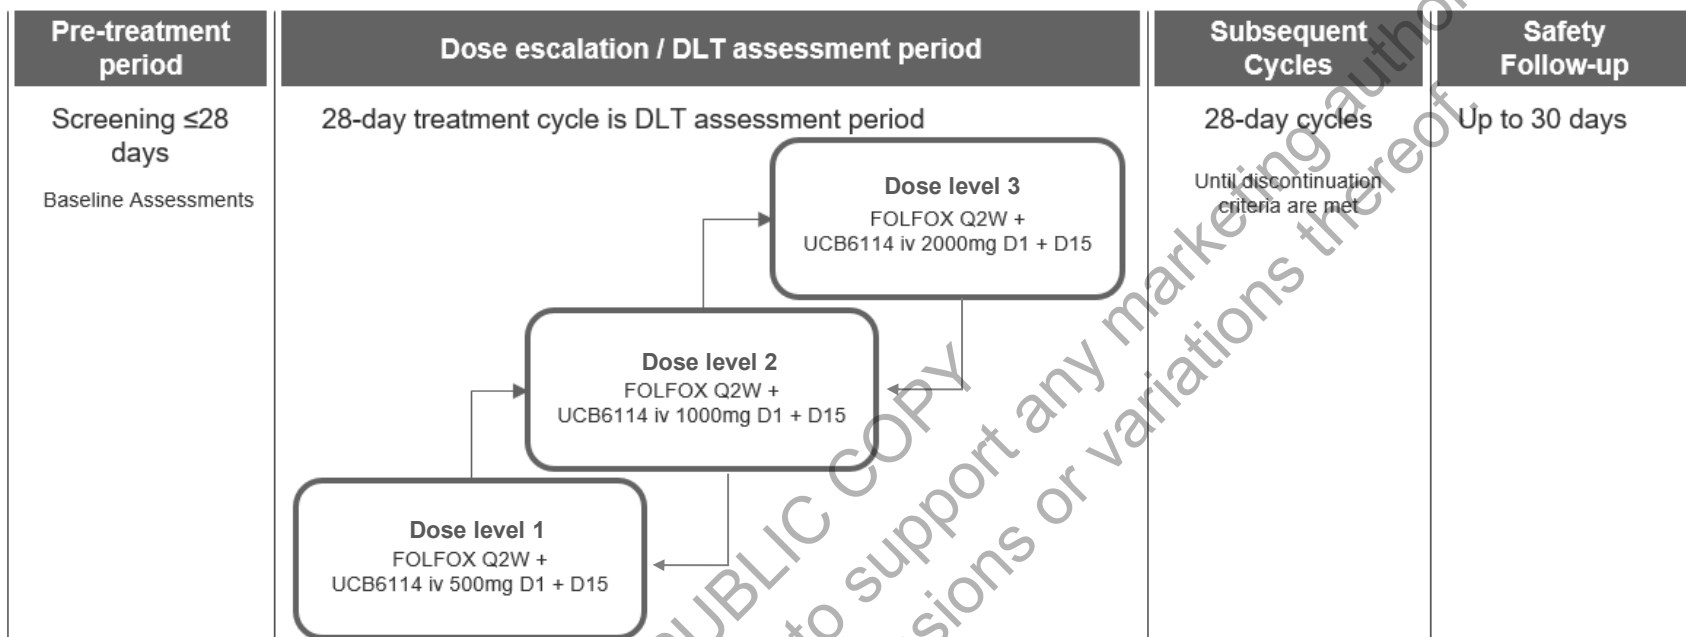 Pre-treatment
period
Dose escalation / DLT assessment period
Subsequent
Cycles
Safety
Follow-up
Screening ≤28
days
Baseline Assessments
28-day treatment cycle is DLT assessment period
28-day cycles
Until discontinuation
criteria are met
Up to 30 days
Dose level 3
FOLFOX Q2W +
UCB6114 iv 2000mg D1 + D15
Dose level 2
FOLFOX Q2W +
UCB6114 iv 1000mg D1 + D15
Dose level 1
FOLFOX Q2W +
UCB6114 iv 500mg D1 + D15
PUBLIC COPY
to support any marketing author
sions or variations thereof.